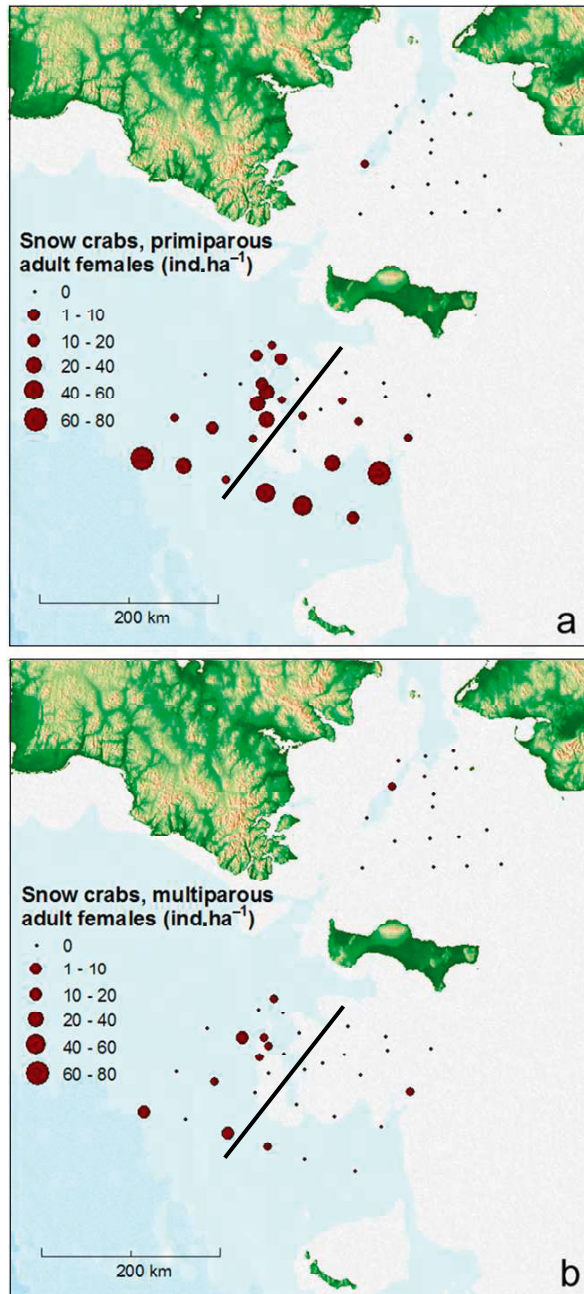 Snow crabs, primiparous
adult females (ind.ha⁻¹)
0
1 - 10
10 - 20
20 - 40
40 - 60
60 - 80
200 km
a
Snow crabs, multiparous
adult females (ind.ha⁻¹)
0
1 - 10
10 - 20
20 - 40
40 - 60
60 - 80
200 km
b